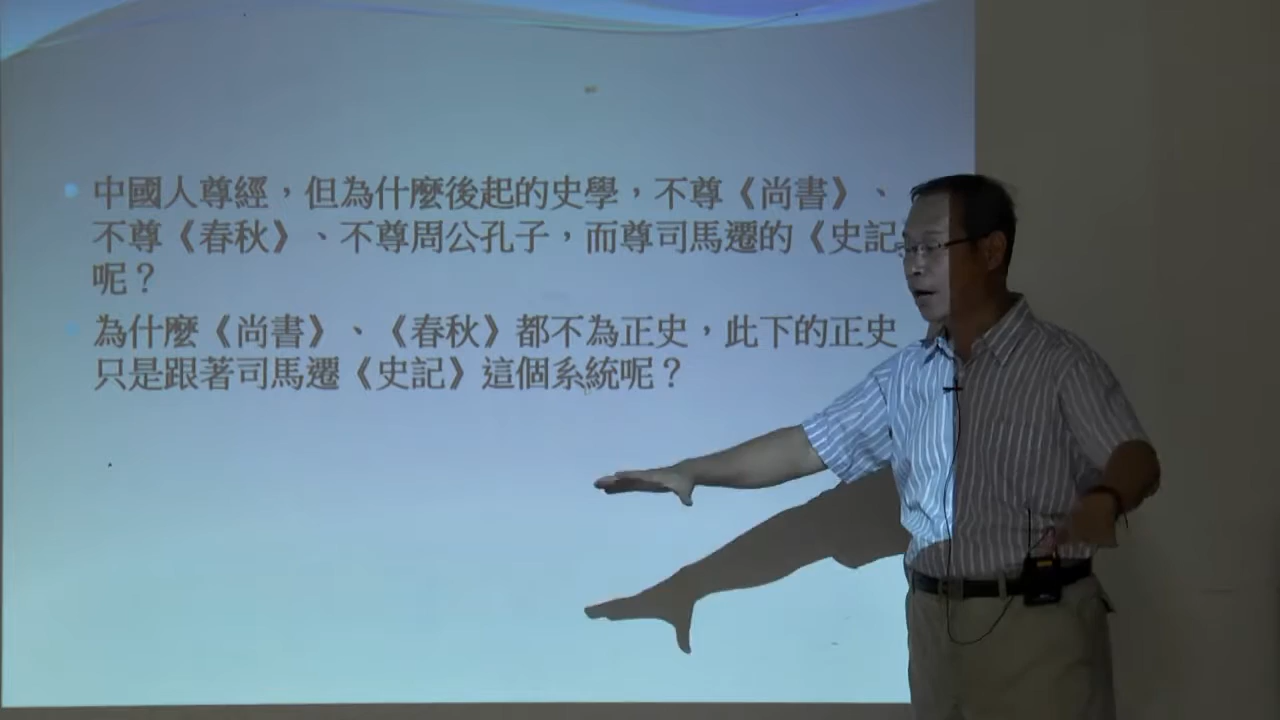 中國人尊經，但為什麼後起的史學，不尊《尚書》、
不尊《春秋》、不尊周公孔子，而尊司馬遷的《史記
呢？
為什麼《尚書》、《春秋》都不為正史，此下的正史
只是跟著司馬遷《史記》這個系統呢？